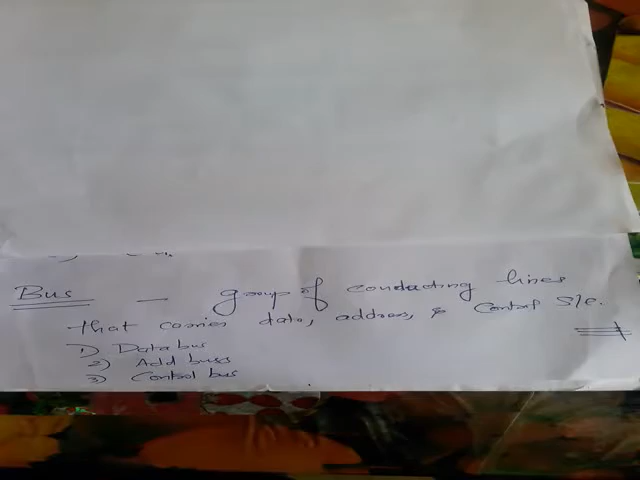 Bus — group of conducting lines
that carries data, address, & Control S/c.
1) Data bus
2) Add buss
3) Control bus